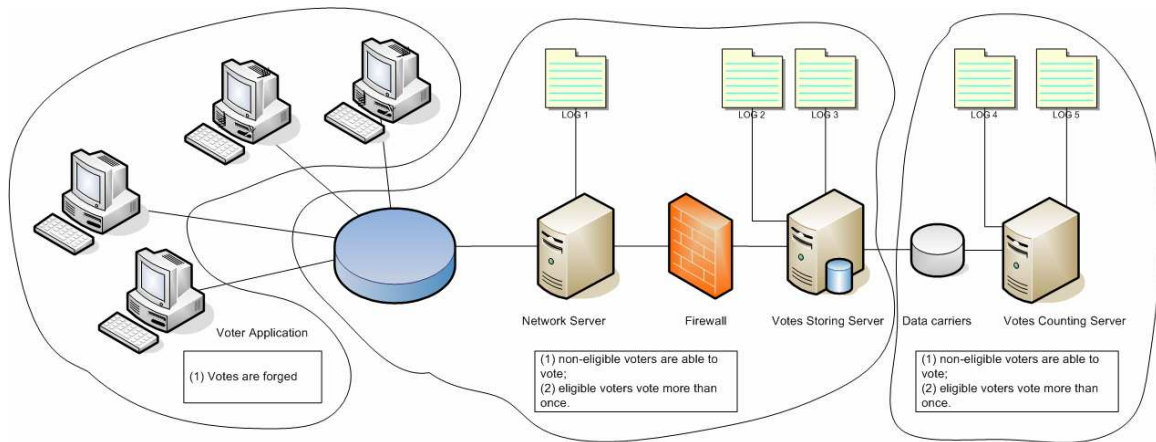 LOG 1
LOG 2
LOG 3
LOG 4
LOG 5
Network Server
Firewall
Votes Storing Server
Data carriers
Votes Counting Server
Voter Application
(1) Votes are forged
(1) non-eligible voters are able to
vote;
(2) eligible voters vote more than
once.
(1) non-eligible voters are able to
vote;
(2) eligible voters vote more than
once.